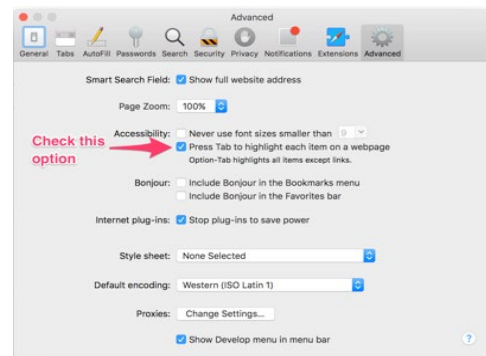 Advanced
General Tabs AutoFill Passwords Search Security Privacy Notifications Extensions Advanced
Smart Search Field: Show full website address
Page Zoom: 100%
Accessibility: Never use font sizes smaller than 9
Check this option
Press Tab to highlight each item on a webpage
Option-Tab highlights all items except links.
Bonjour: Include Bonjour in the Bookmarks menu
Include Bonjour in the Favorites bar
Internet plug-ins: Stop plug-ins to save power
Style sheet: None Selected
Default encoding: Western (ISO Latin 1)
Proxies: Change Settings...
Show Develop menu in menu bar
?